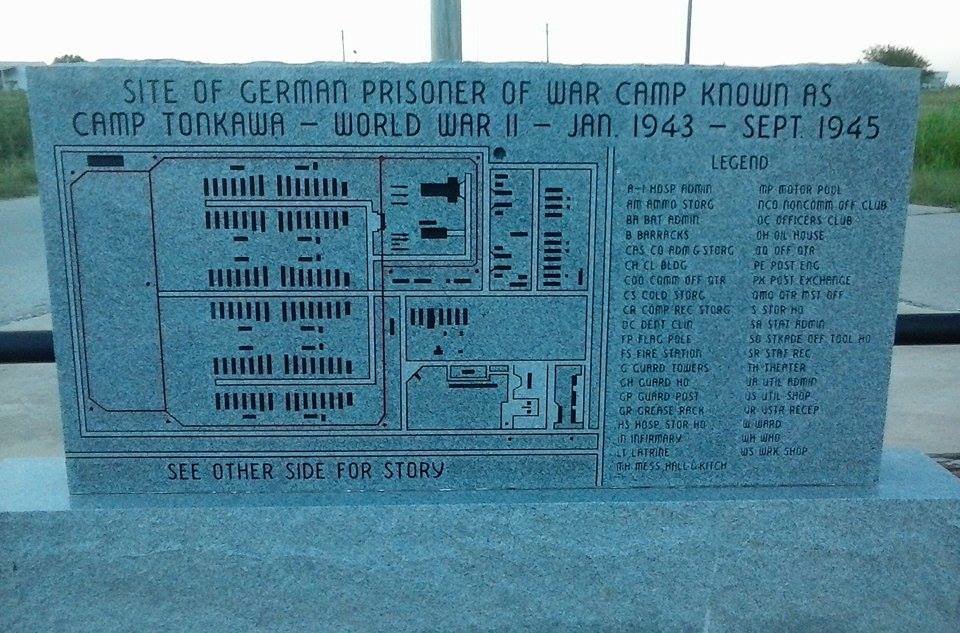 SITE OF GERMAN PRISONER OF WAR CAMP KNOWN AS
CAMP TONKAWA — WORLD WAR II — JAN. 1943 — SEPT. 1945
LEGEND
A-I HOSP ADMIN
AM AMMO STORG
BA BAT ADMIN
B BARRACKS
CAS CO ADM & STORG
CH CL BLDG
COQ COMM OFF QTR
CS COLD STORG
CR COMP REC STORG
DC DENT CLIN
FP FLAG POLE
FS FIRE STATION
G GUARD TOWERS
GH GUARD HO
GP GUARD POST
GR GREASE RACK
HS HOSP STOR HO
IN INFIRMARY
LT LATRINE
MH MESS HALL & KITCH
MP MOTOR POOL
NCO NONCOMM OFF CLUB
OC OFFICERS CLUB
OH OIL HOUSE
OFF QTR
PE POST ENG
PX POST EXCHANGE
QMO QTR MST OFF
S STOR HO
SA STAT ADMIN
OFF TOOL HO
SR STAT REC
TH THEATER
UA UTIL ADMIN
US UTIL SHOP
VR VSTR RECEP
W WARD
WH
WS WRK SHOP
SEE OTHER SIDE FOR STORY